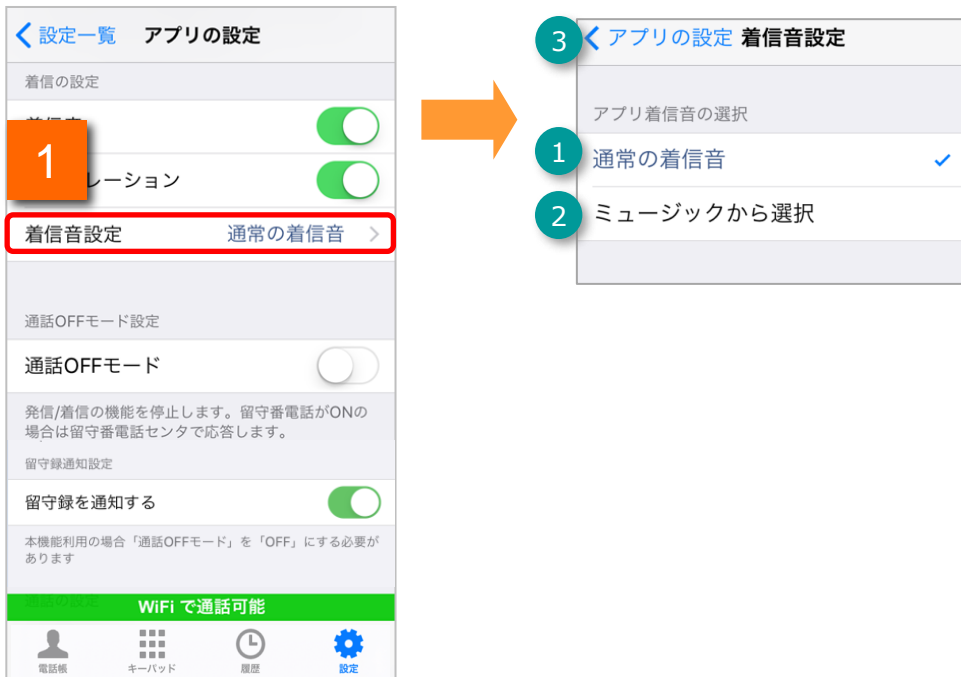 設定一覧 アプリの設定
着信の設定
1
レーション
着信音設定 通常の着信音
通話OFFモード設定
通話OFFモード
発信/着信の機能を停止します。留守番電話がONの
場合は留守番電話センタで応答します。
留守録通知設定
留守録を通知する
本機能利用の場合「通話OFFモード」を「OFF」にする必要が
あります
通話の設定
WiFi で通話可能
電話帳 キーパッド 履歴 設定
3 アプリの設定 着信音設定
アプリ着信音の選択
1 通常の着信音
2 ミュージックから選択